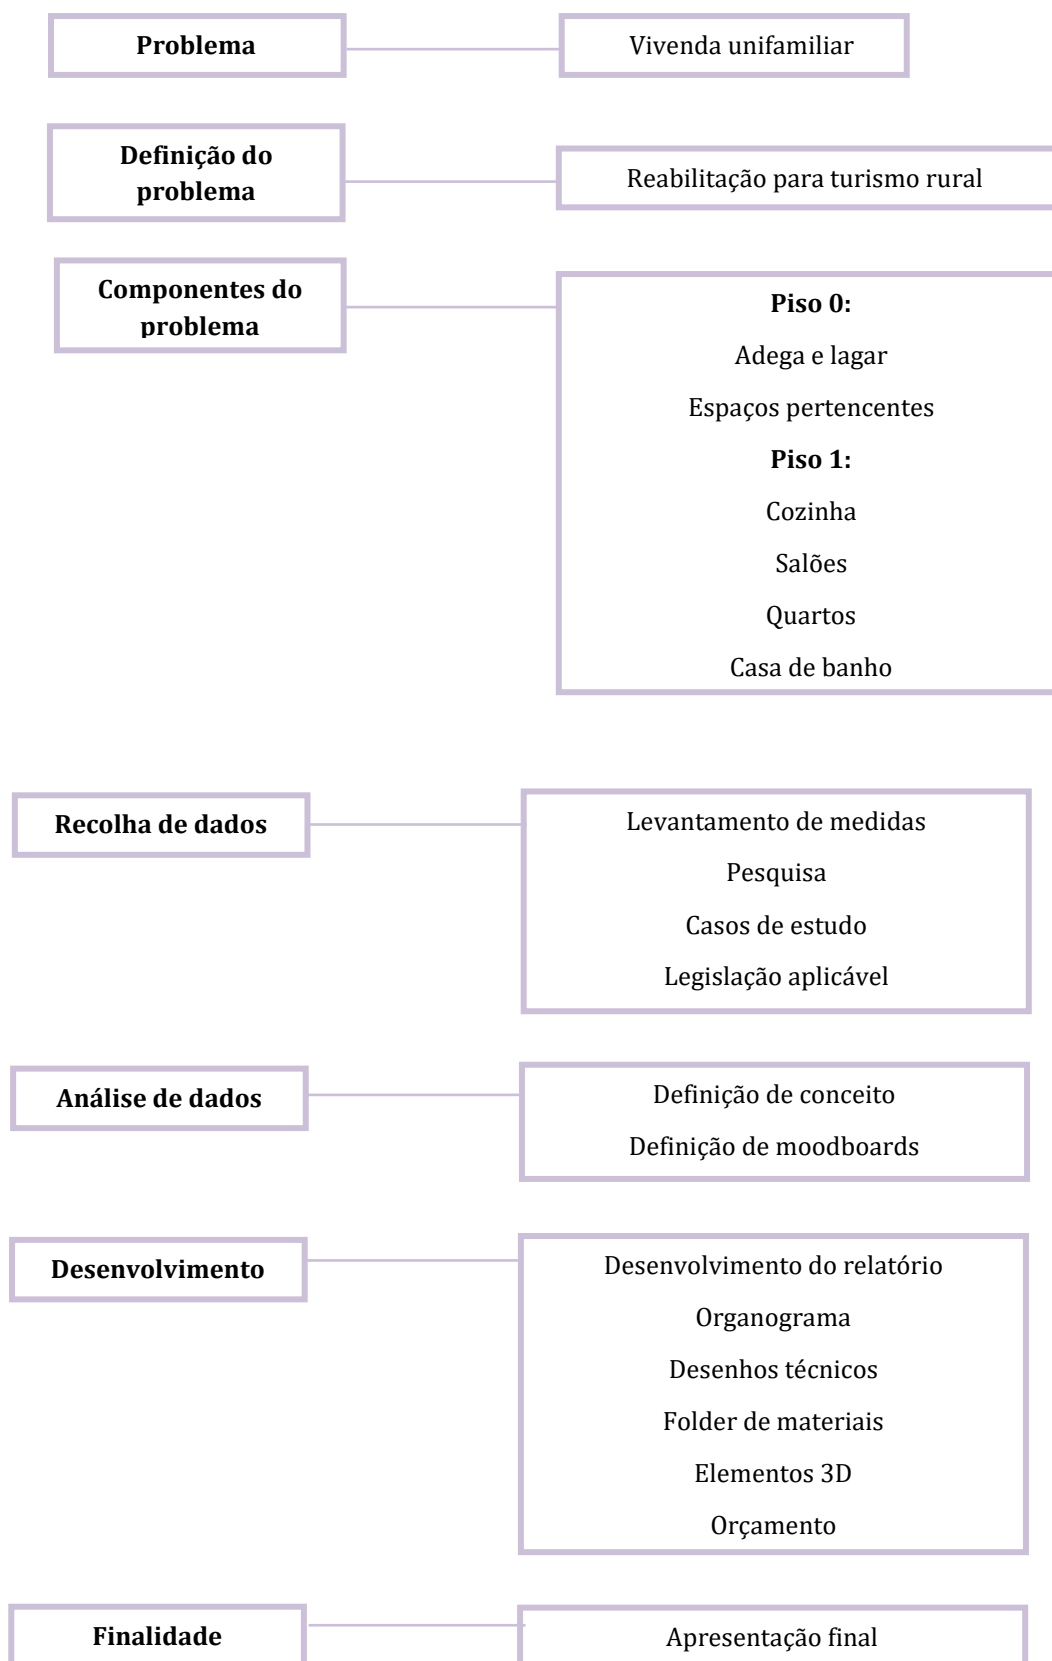 Problema
Vivenda unifamiliar
Definição do
problema
Reabilitação para turismo rural
Componentes do
problema
Piso 0:
Adega e lagar
Espaços pertencentes
Piso 1:
Cozinha
Salões
Quartos
Casa de banho
Recolha de dados
Levantamento de medidas
Pesquisa
Casos de estudo
Legislação aplicável
Análise de dados
Definição de conceito
Definição de moodboards
Desenvolvimento
Desenvolvimento do relatório
Organograma
Desenhos técnicos
Folder de materiais
Elementos 3D
Orçamento
Finalidade
Apresentação final